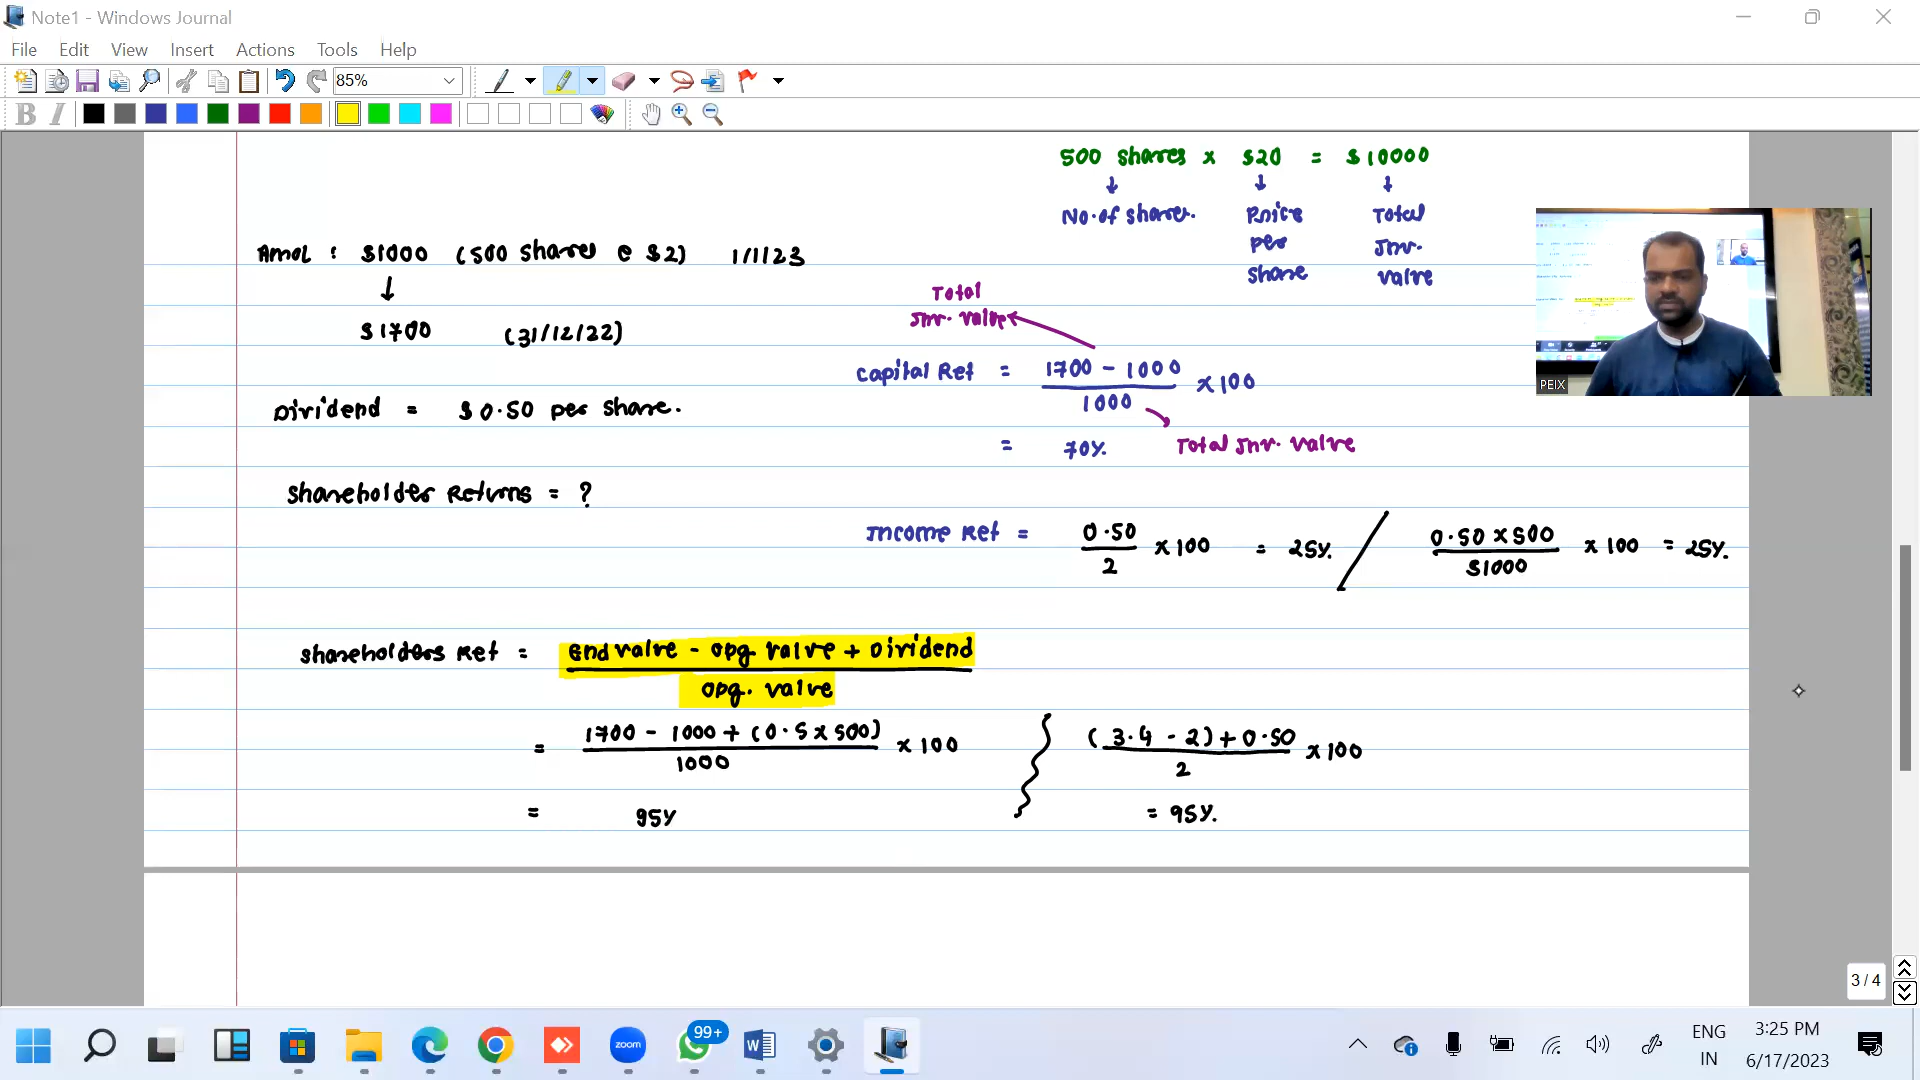 Note1 - Windows Journal
File Edit View Insert Actions Tools Help
85%
B I
500 shares x $20 = $10000
No. of shares. Price per share Total Inv. value
Amol : $1000 (500 shares @ $2) 1/1/23
$1700 (31/12/22)
Total Inv. value
Capital Ret = 1700 - 1000 / 1000 x 100
Dividend = $0.50 per share.
= 70%. Total Inv. value
Shareholder Returns = ?
Income Ret = 0.50 / 2 x 100 = 25%. / 0.50 x 500 / $1000 x 100 = 25%.
Shareholders Ret = End value - opg. value + Dividend
opg. value
= 1700 - 1000 + (0.5 x 500) / 1000 x 100
(3.4 - 2) + 0.50 / 2 x 100
= 95%
= 95%.
PEIX
3 / 4
99+
zoom
ENG
IN
3:25 PM
6/17/2023